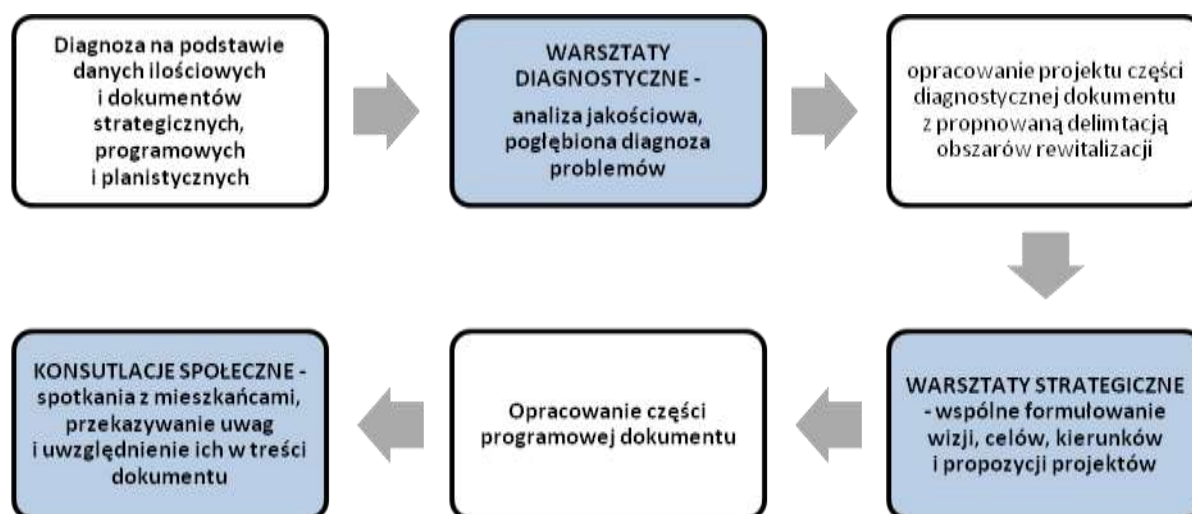 Diagnoza na podstawie
danych ilościowych
i dokumentów
strategicznych,
programowych
i planistycznych
WARSZTATY
DIAGNOSTYCZNE -
analiza jakościowa,
pogłębiona diagnoza
problemów
opracowanie projektu części
diagnostycznej dokumentu
z propnowaną delimtacją
obszarów rewitalizacji
WARSZTATY STRATEGICZNE
- wspólne formułowanie
wizji, celów, kierunków
i propozycji projektów
Opracowanie części
programowej dokumentu
KONSUTLACJE SPOŁECZNE -
spotkania z mieszkańcami,
przekazywanie uwag
i uwzględnienie ich w treści
dokumentu